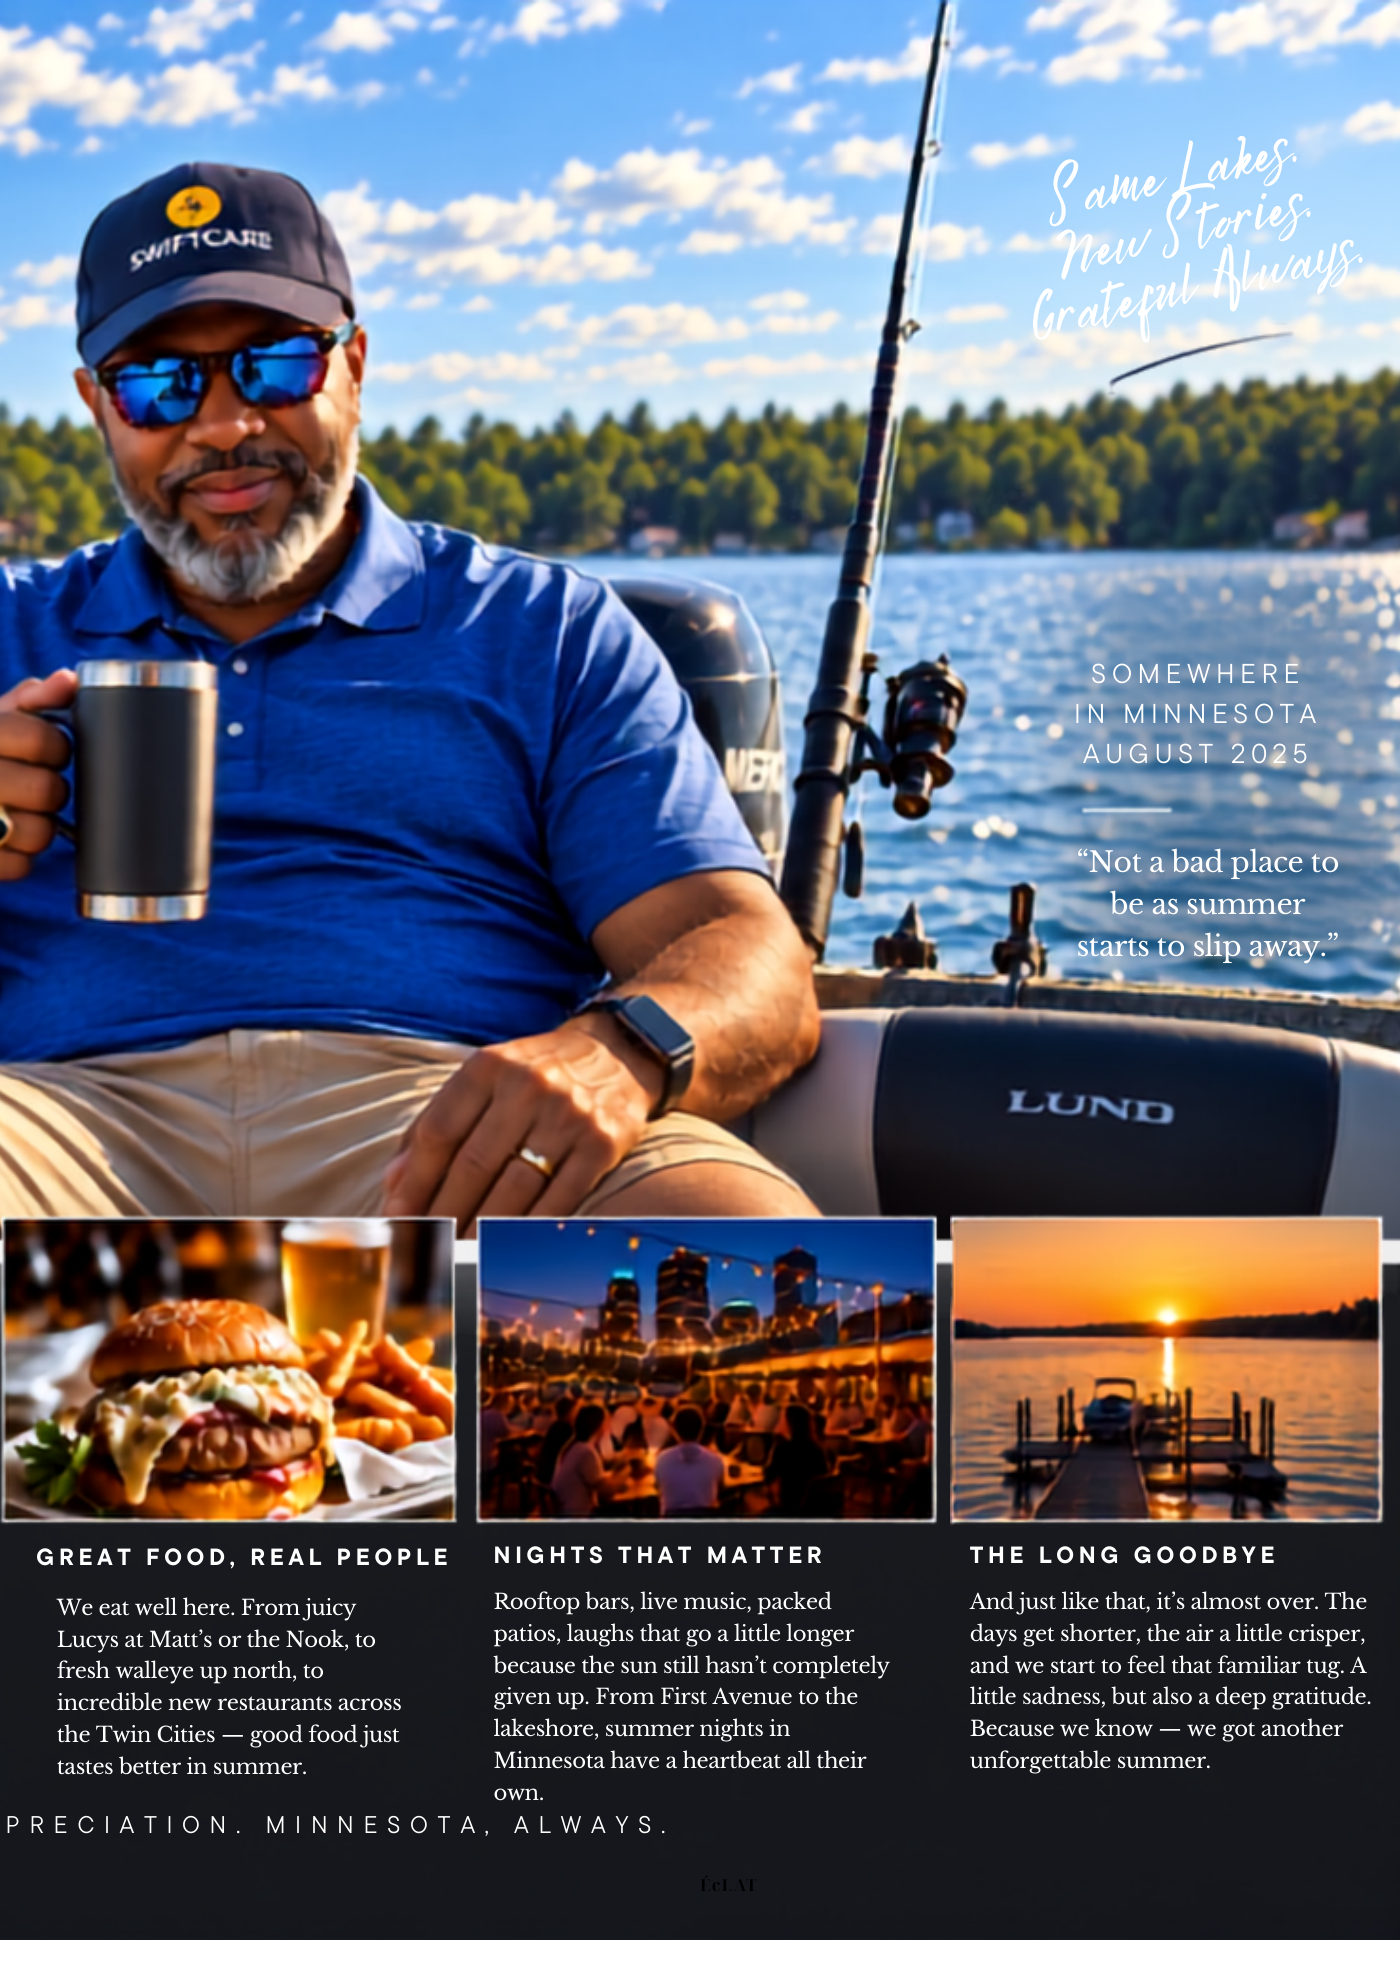 SWIFTCARE
Same Lakes.
New Stories.
Grateful Always.
SOMEWHERE
IN MINNESOTA
AUGUST 2025
“Not a bad place to
be as summer
starts to slip away.”
MERC
LUND
GREAT FOOD, REAL PEOPLE
We eat well here. From juicy
Lucys at Matt’s or the Nook, to
fresh walleye up north, to
incredible new restaurants across
the Twin Cities — good food just
tastes better in summer.
NIGHTS THAT MATTER
Rooftop bars, live music, packed
patios, laughs that go a little longer
because the sun still hasn’t completely
given up. From First Avenue to the
lakeshore, summer nights in
Minnesota have a heartbeat all their
own.
THE LONG GOODBYE
And just like that, it’s almost over. The
days get shorter, the air a little crisper,
and we start to feel that familiar tug. A
little sadness, but also a deep gratitude.
Because we know — we got another
unforgettable summer.
PRECIATION. MINNESOTA, ALWAYS.
ÉcLAT